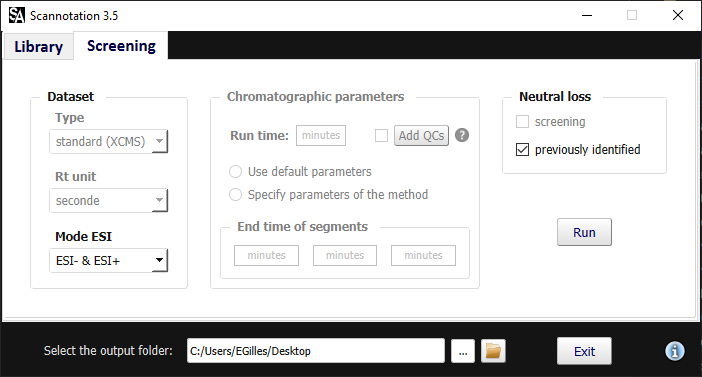 SA Scannotation 3.5
Library Screening
Dataset
Type
standard (XCMS)
Rt unit
seconde
Mode ESI
ESI- & ESI+
Chromatographic parameters
Run time: minutes Add QCs ?
Use default parameters
Specify parameters of the method
End time of segments
minutes minutes minutes
Neutral loss
screening
previously identified
Run
Select the output folder: C:/Users/EGilles/Desktop ... Exit i